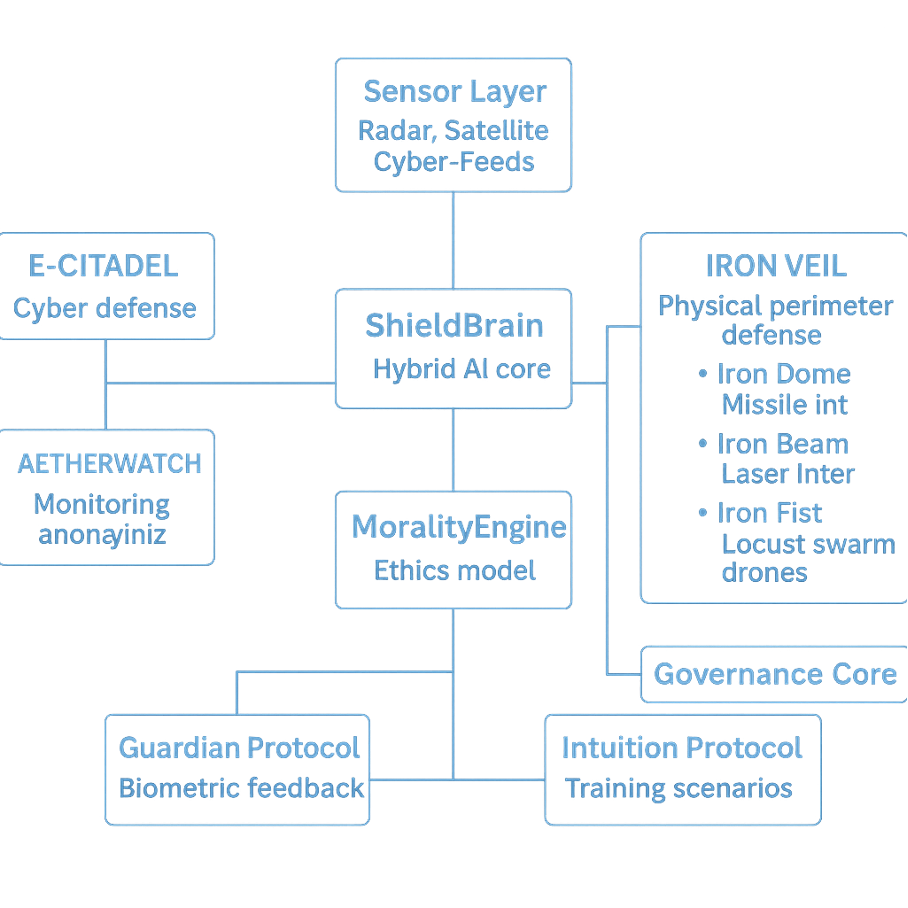 Sensor Layer
Radar, Satellite
Cyber-Feeds
E-CITADEL
Cyber defense
ShieldBrain
Hybrid AI core
IRON VEIL
Physical perimeter
defense
• Iron Dome
Missile int
• Iron Beam
Laser Inter
• Iron Fist
Locust swarm
drones
AETHERWATCH
Monitoring
anonayiniz
MoralityEngine
Ethics model
Governance Core
Guardian Protocol
Biometric feedback
Intuition Protocol
Training scenarios